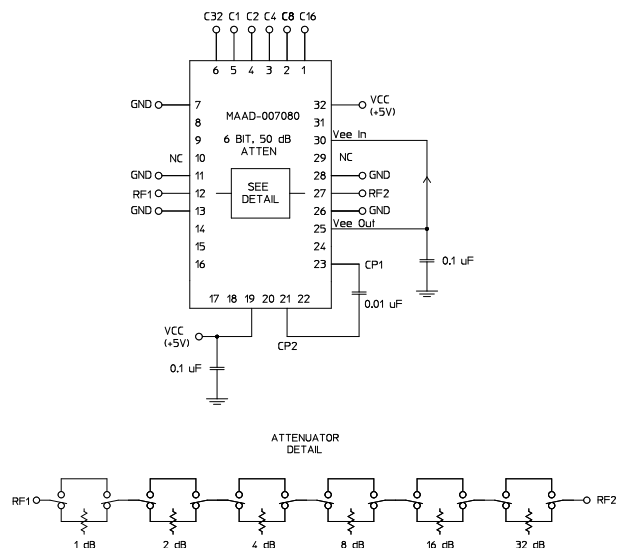 C32 C1 C2 C4 C8 C16
6 5 4 3 2 1
GND 7 32 VCC
(+5V)
8 MAAD-007080 31
9 6 BIT, 50 dB 30 Vee In
ATTEN
NC 10 29 NC
GND 11 28 GND
RF1 12 SEE 27 RF2
DETAIL
GND 13 26 GND
14 25 Vee Out
15 24
16 23 CP1
0.1 uF
17 18 19 20 21 22
0.01 uF
VCC
(+5V)
CP2
0.1 uF
ATTENUATOR
DETAIL
RF1 RF2
1 dB 2 dB 4 dB 8 dB 16 dB 32 dB